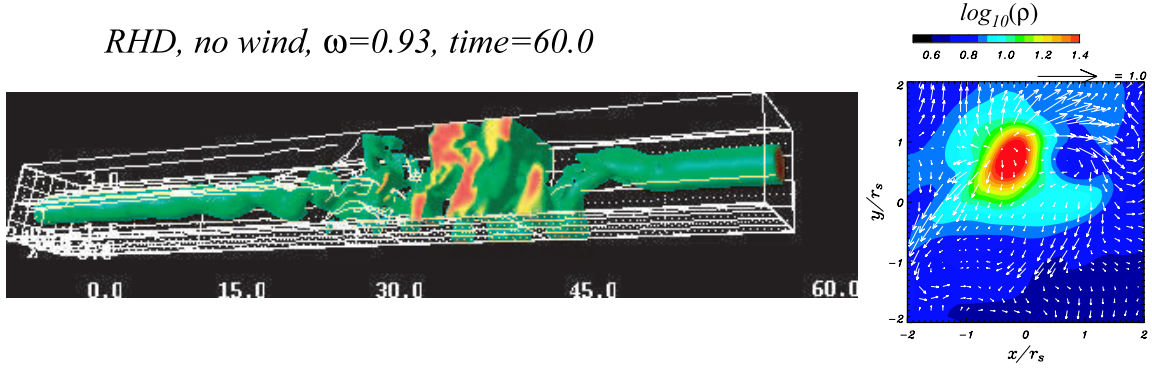 RHD, no wind, ω=0.93, time=60.0
0.0 15.0 30.0 45.0 60.0
log10(ρ)
0.6 0.8 1.0 1.2 1.4
= 1.0
2
1
0
-1
-2
y/rs
-2 -1 0 1 2
x/rs